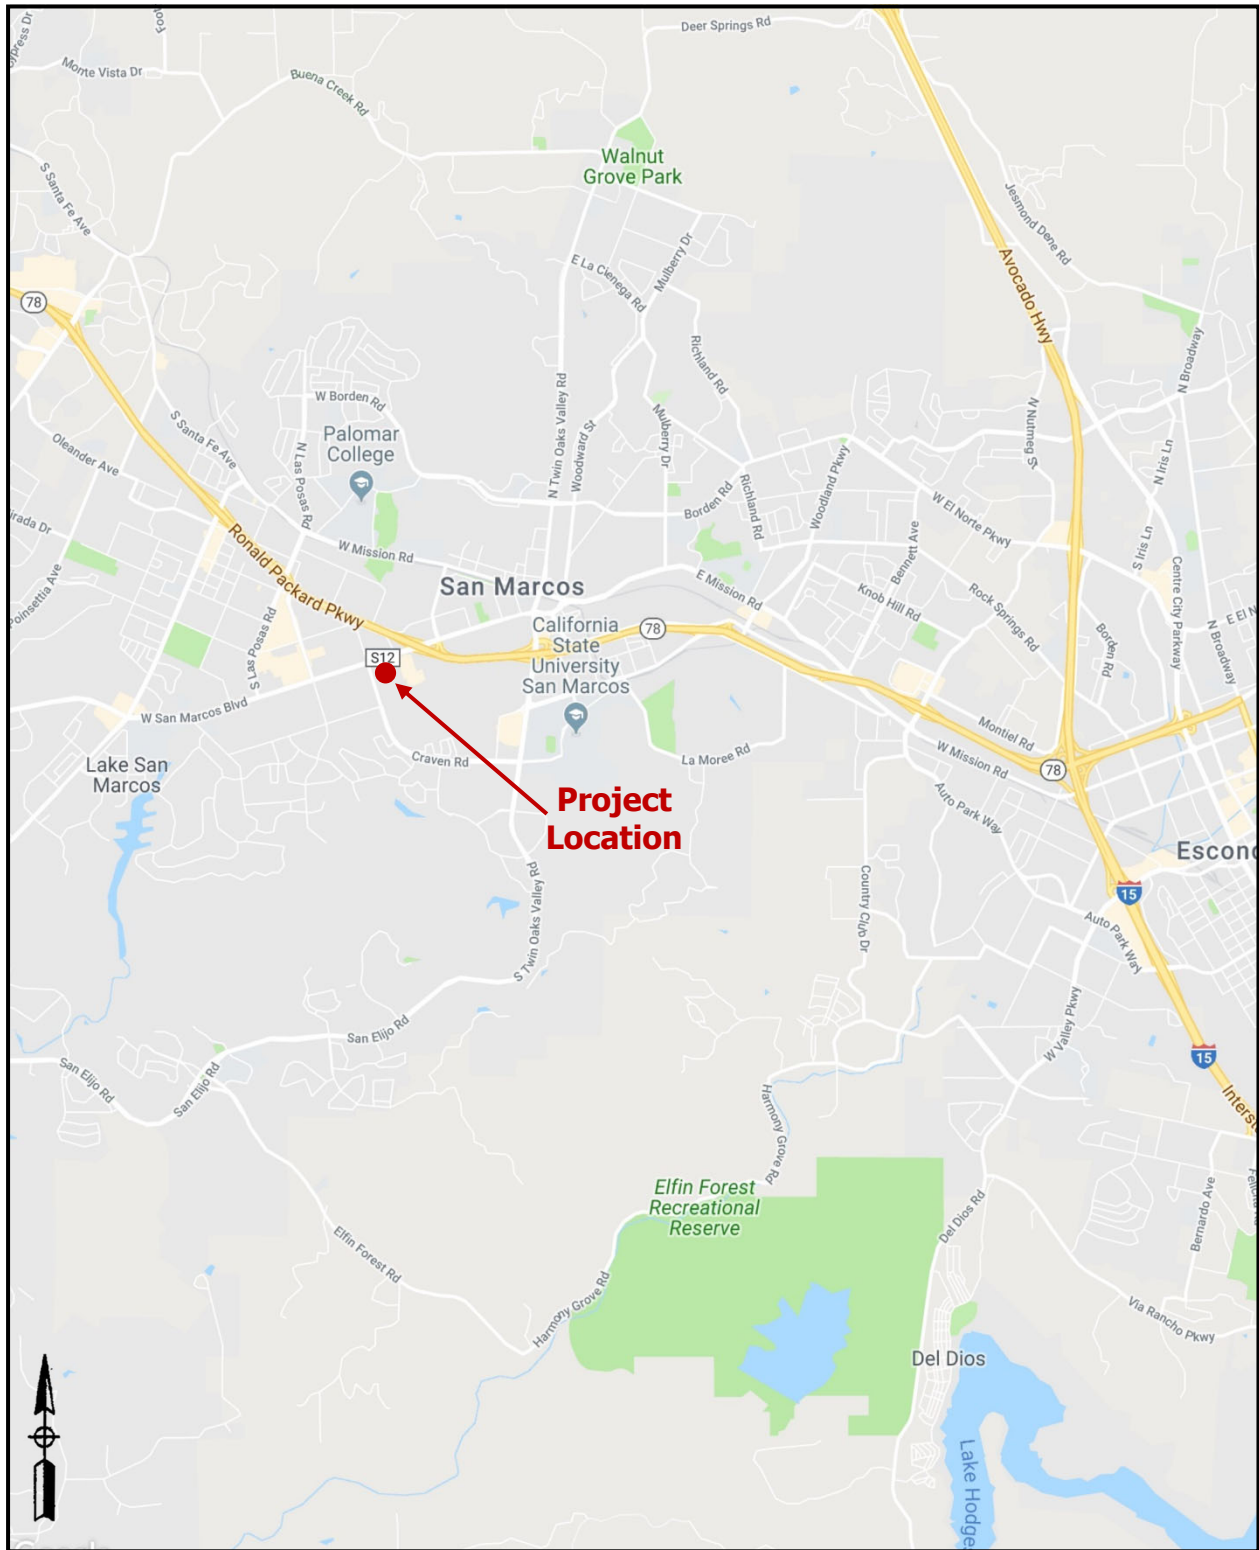 Deer Springs Rd
Monte Vista Dr
Buena Creek Rd
Walnut
Grove Park
S Santa Fe Ave
Jesmond Dene Rd
Mulberry Dr
E La Cienega Rd
Avocado Hwy
78
N Broadway
Richland Rd
W Borden Rd
N Twin Oaks Valley Rd
Woodward St
Mulberry Dr
N Nutmeg St
Palomar
College
S Santa Fe Ave
Oleander Ave
N Las Posas Rd
N Iris Ln
Borden Rd
Richland Rd
Woodland Pkwy
W El Norte Pkwy
W Mission Rd
Bennett Ave
S Iris Ln
Ronald Packard Pkwy
San Marcos
E Mission Rd
Knob Hill Rd
Rock Springs Rd
Centre City Parkway
Poinsettia Ave
California
State
University
San Marcos
78
Borden Rd
N Broadway
S Las Posas Rd
S12
W San Marcos Blvd
Montiel Rd
Craven Rd
La Moree Rd
W Mission Rd
78
Lake San
Marcos
Project
Location
Auto Park Way
Escond
15
S Twin Oaks Valley Rd
Country Club Dr
Auto Park Way
San Elijo Rd
W Valley Pkwy
15
San Elijo Rd
San Elijo Rd
Harmony Grove Rd
Elfin Forest
Recreational
Reserve
Del Dios Rd
Bernardo Ave
Elfin Forest Rd
Harmony Grove Rd
Via Rancho Pkwy
Del Dios
Lake Hodges